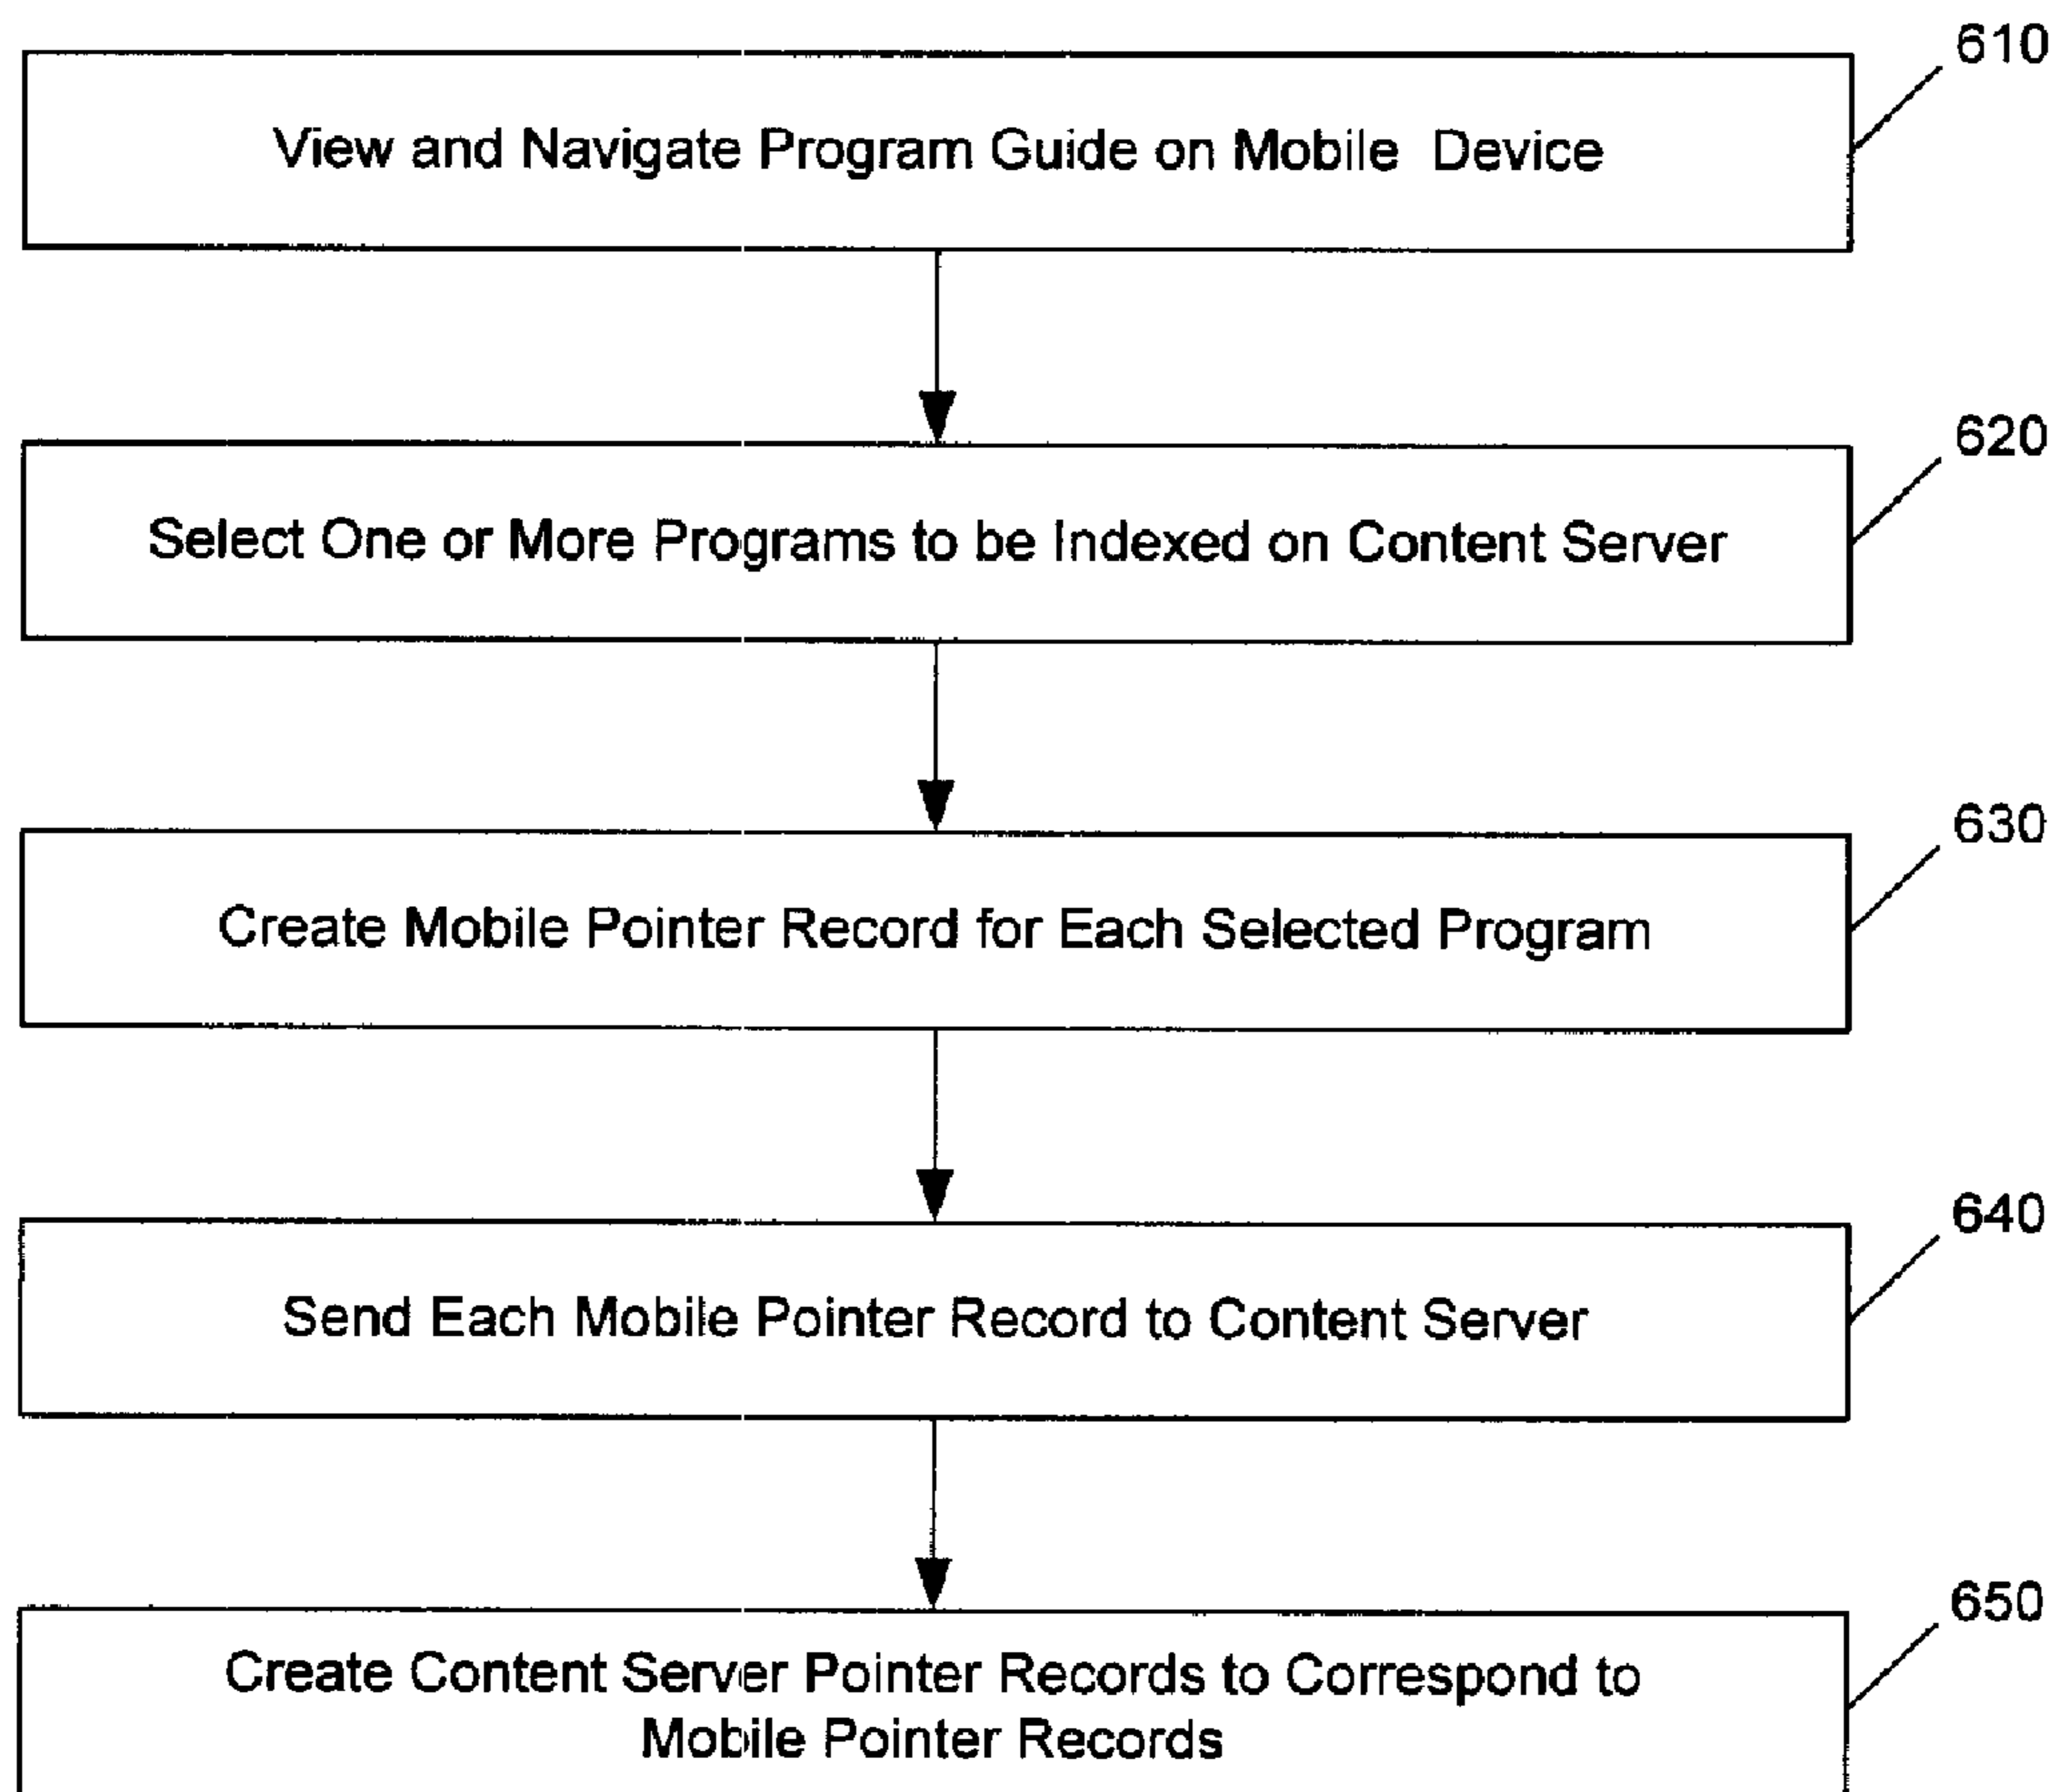 610
View and Navigate Program Guide on Mobile Device
620
Select One or More Programs to be Indexed on Content Server
630
Create Mobile Pointer Record for Each Selected Program
640
Send Each Mobile Pointer Record to Content Server
650
Create Content Server Pointer Records to Correspond to
Mobile Pointer Records